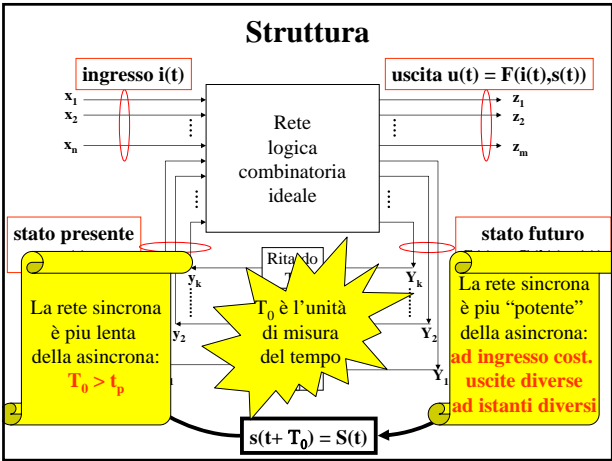 Struttura
ingresso i(t)
uscita u(t) = F(i(t),s(t))
x1
x2
xn
z1
z2
zm
Rete
logica
combinatoria
ideale
stato presente
stato futuro
Ritardo
yk
y2
Yk
Y2
Y1
La rete sincrona
è piu lenta
della asincrona:
T0 > tp
T0 è l’unità
di misura
del tempo
La rete sincrona
è piu “potente”
della asincrona:
ad ingresso cost.
uscite diverse
ad istanti diversi
s(t+ T0) = S(t)